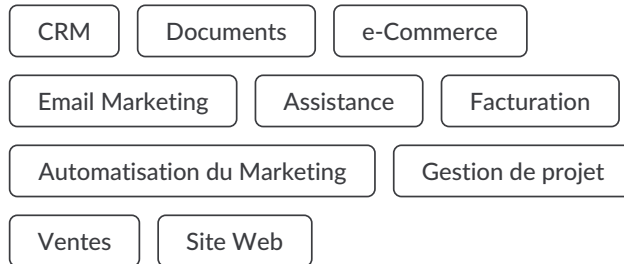 CRM Documents e-Commerce
Email Marketing Assistance Facturation
Automatisation du Marketing Gestion de projet
Ventes Site Web